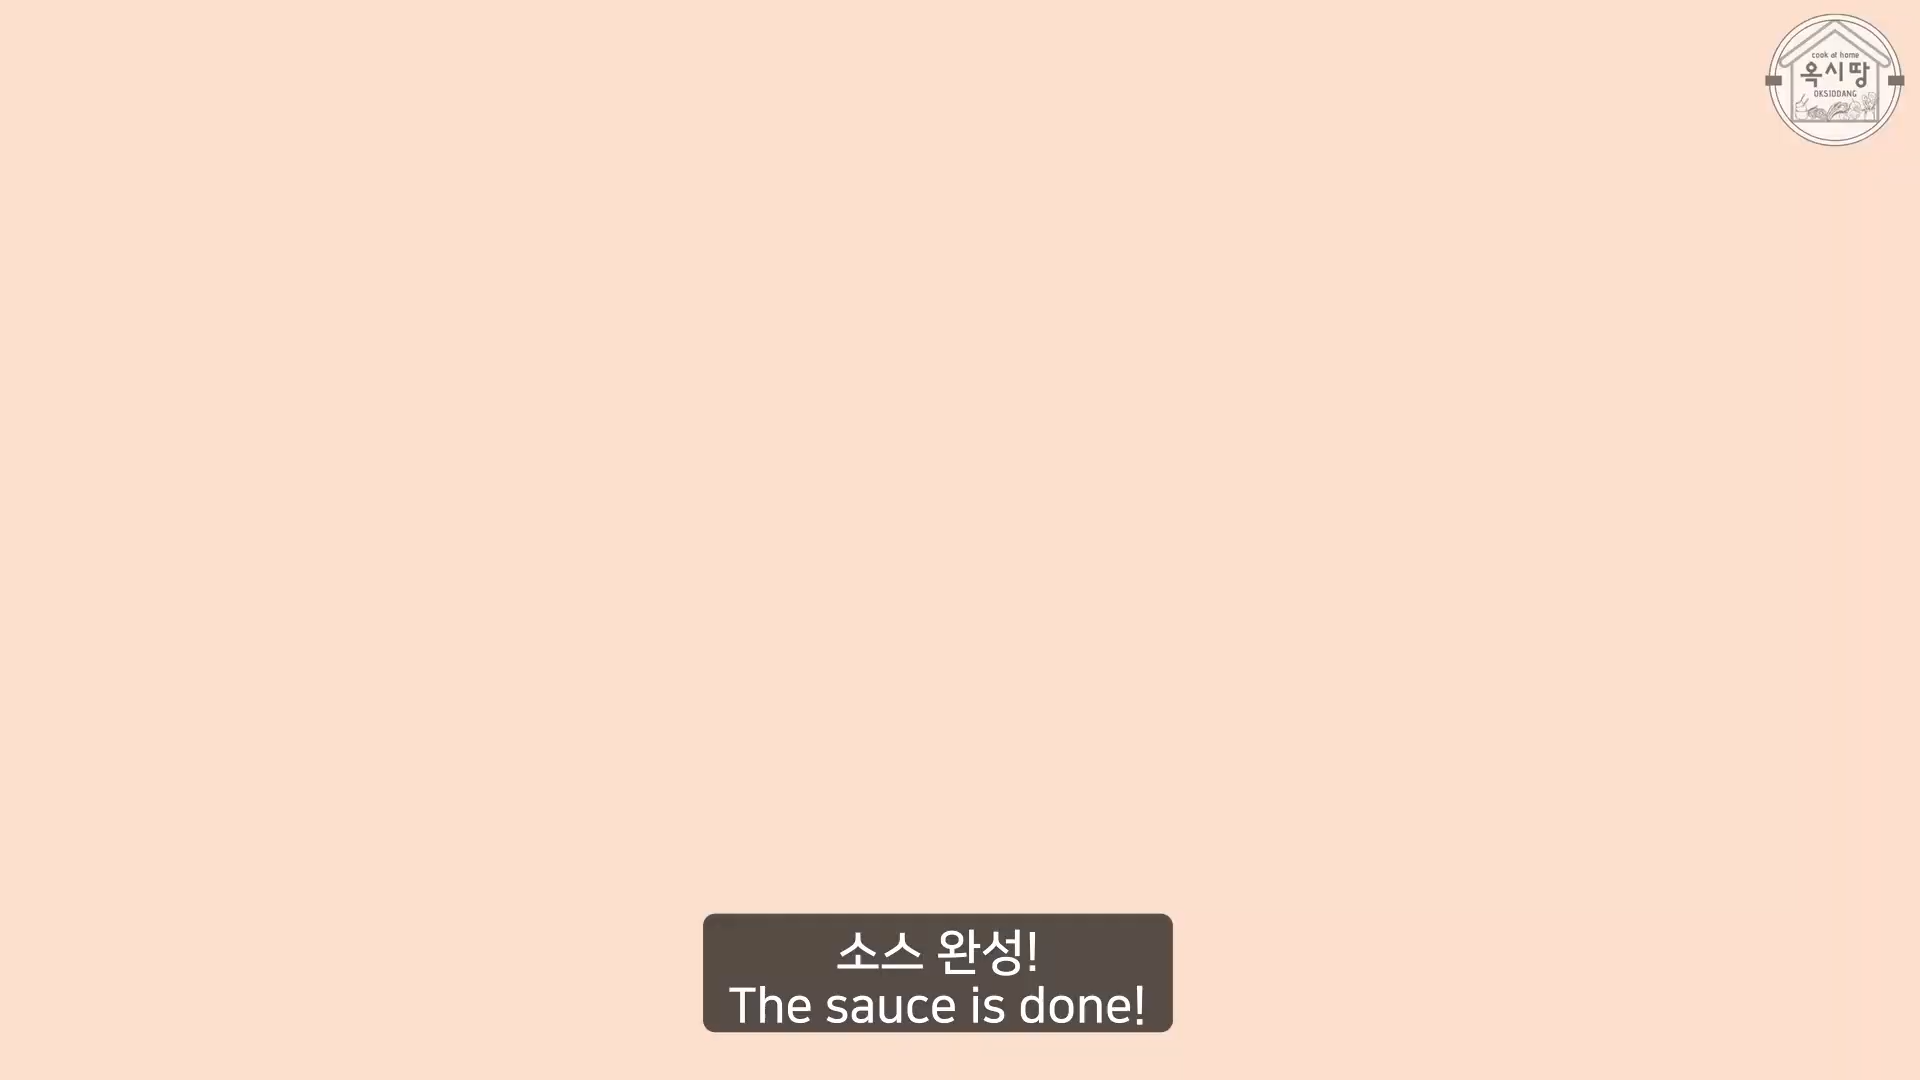 cook at home
옥시땅
OKSIDDANG
소스 완성!
The sauce is done!